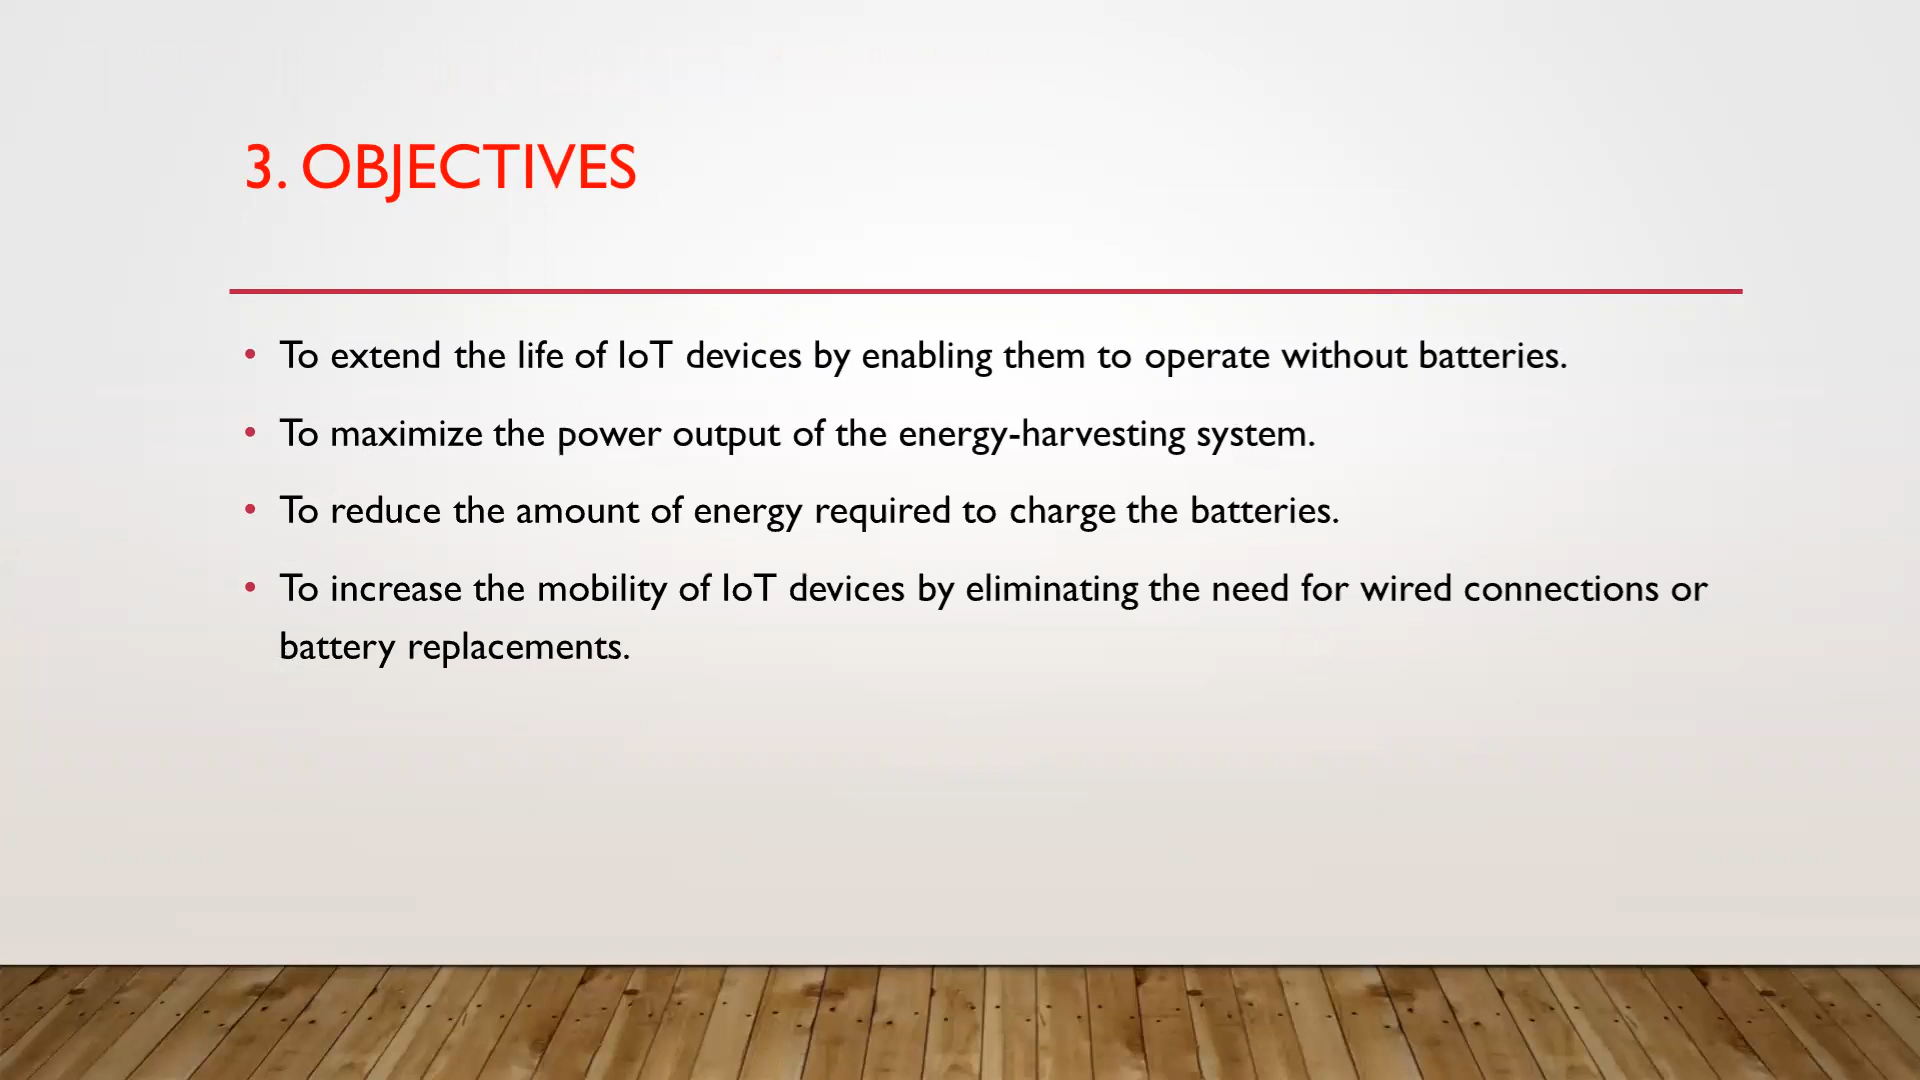 3. OBJECTIVES
• To extend the life of IoT devices by enabling them to operate without batteries.
• To maximize the power output of the energy-harvesting system.
• To reduce the amount of energy required to charge the batteries.
• To increase the mobility of IoT devices by eliminating the need for wired connections or
battery replacements.